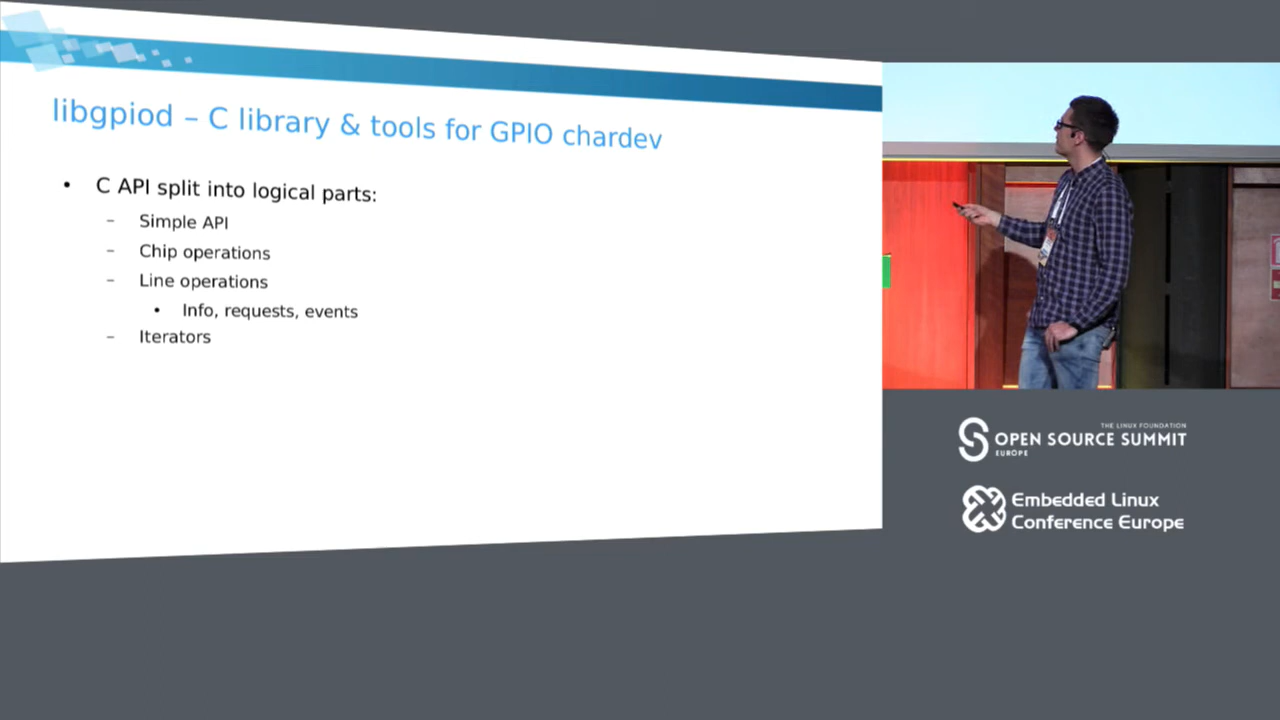 libgpiod – C library & tools for GPIO chardev
• C API split into logical parts:
– Simple API
– Chip operations
– Line operations
• Info, requests, events
– Iterators
THE LINUX FOUNDATION
OPEN SOURCE SUMMIT
EUROPE
Embedded Linux
Conference Europe